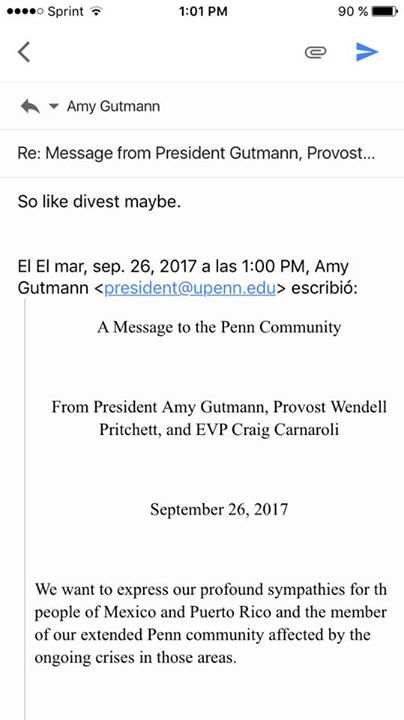 Sprint 1:01 PM 90 %
Amy Gutmann
Re: Message from President Gutmann, Provost...
So like divest maybe.
El El mar, sep. 26, 2017 a las 1:00 PM, Amy
Gutmann <president@upenn.edu> escribió:
A Message to the Penn Community
From President Amy Gutmann, Provost Wendell
Pritchett, and EVP Craig Carnaroli
September 26, 2017
We want to express our profound sympathies for th
people of Mexico and Puerto Rico and the member
of our extended Penn community affected by the
ongoing crises in those areas.